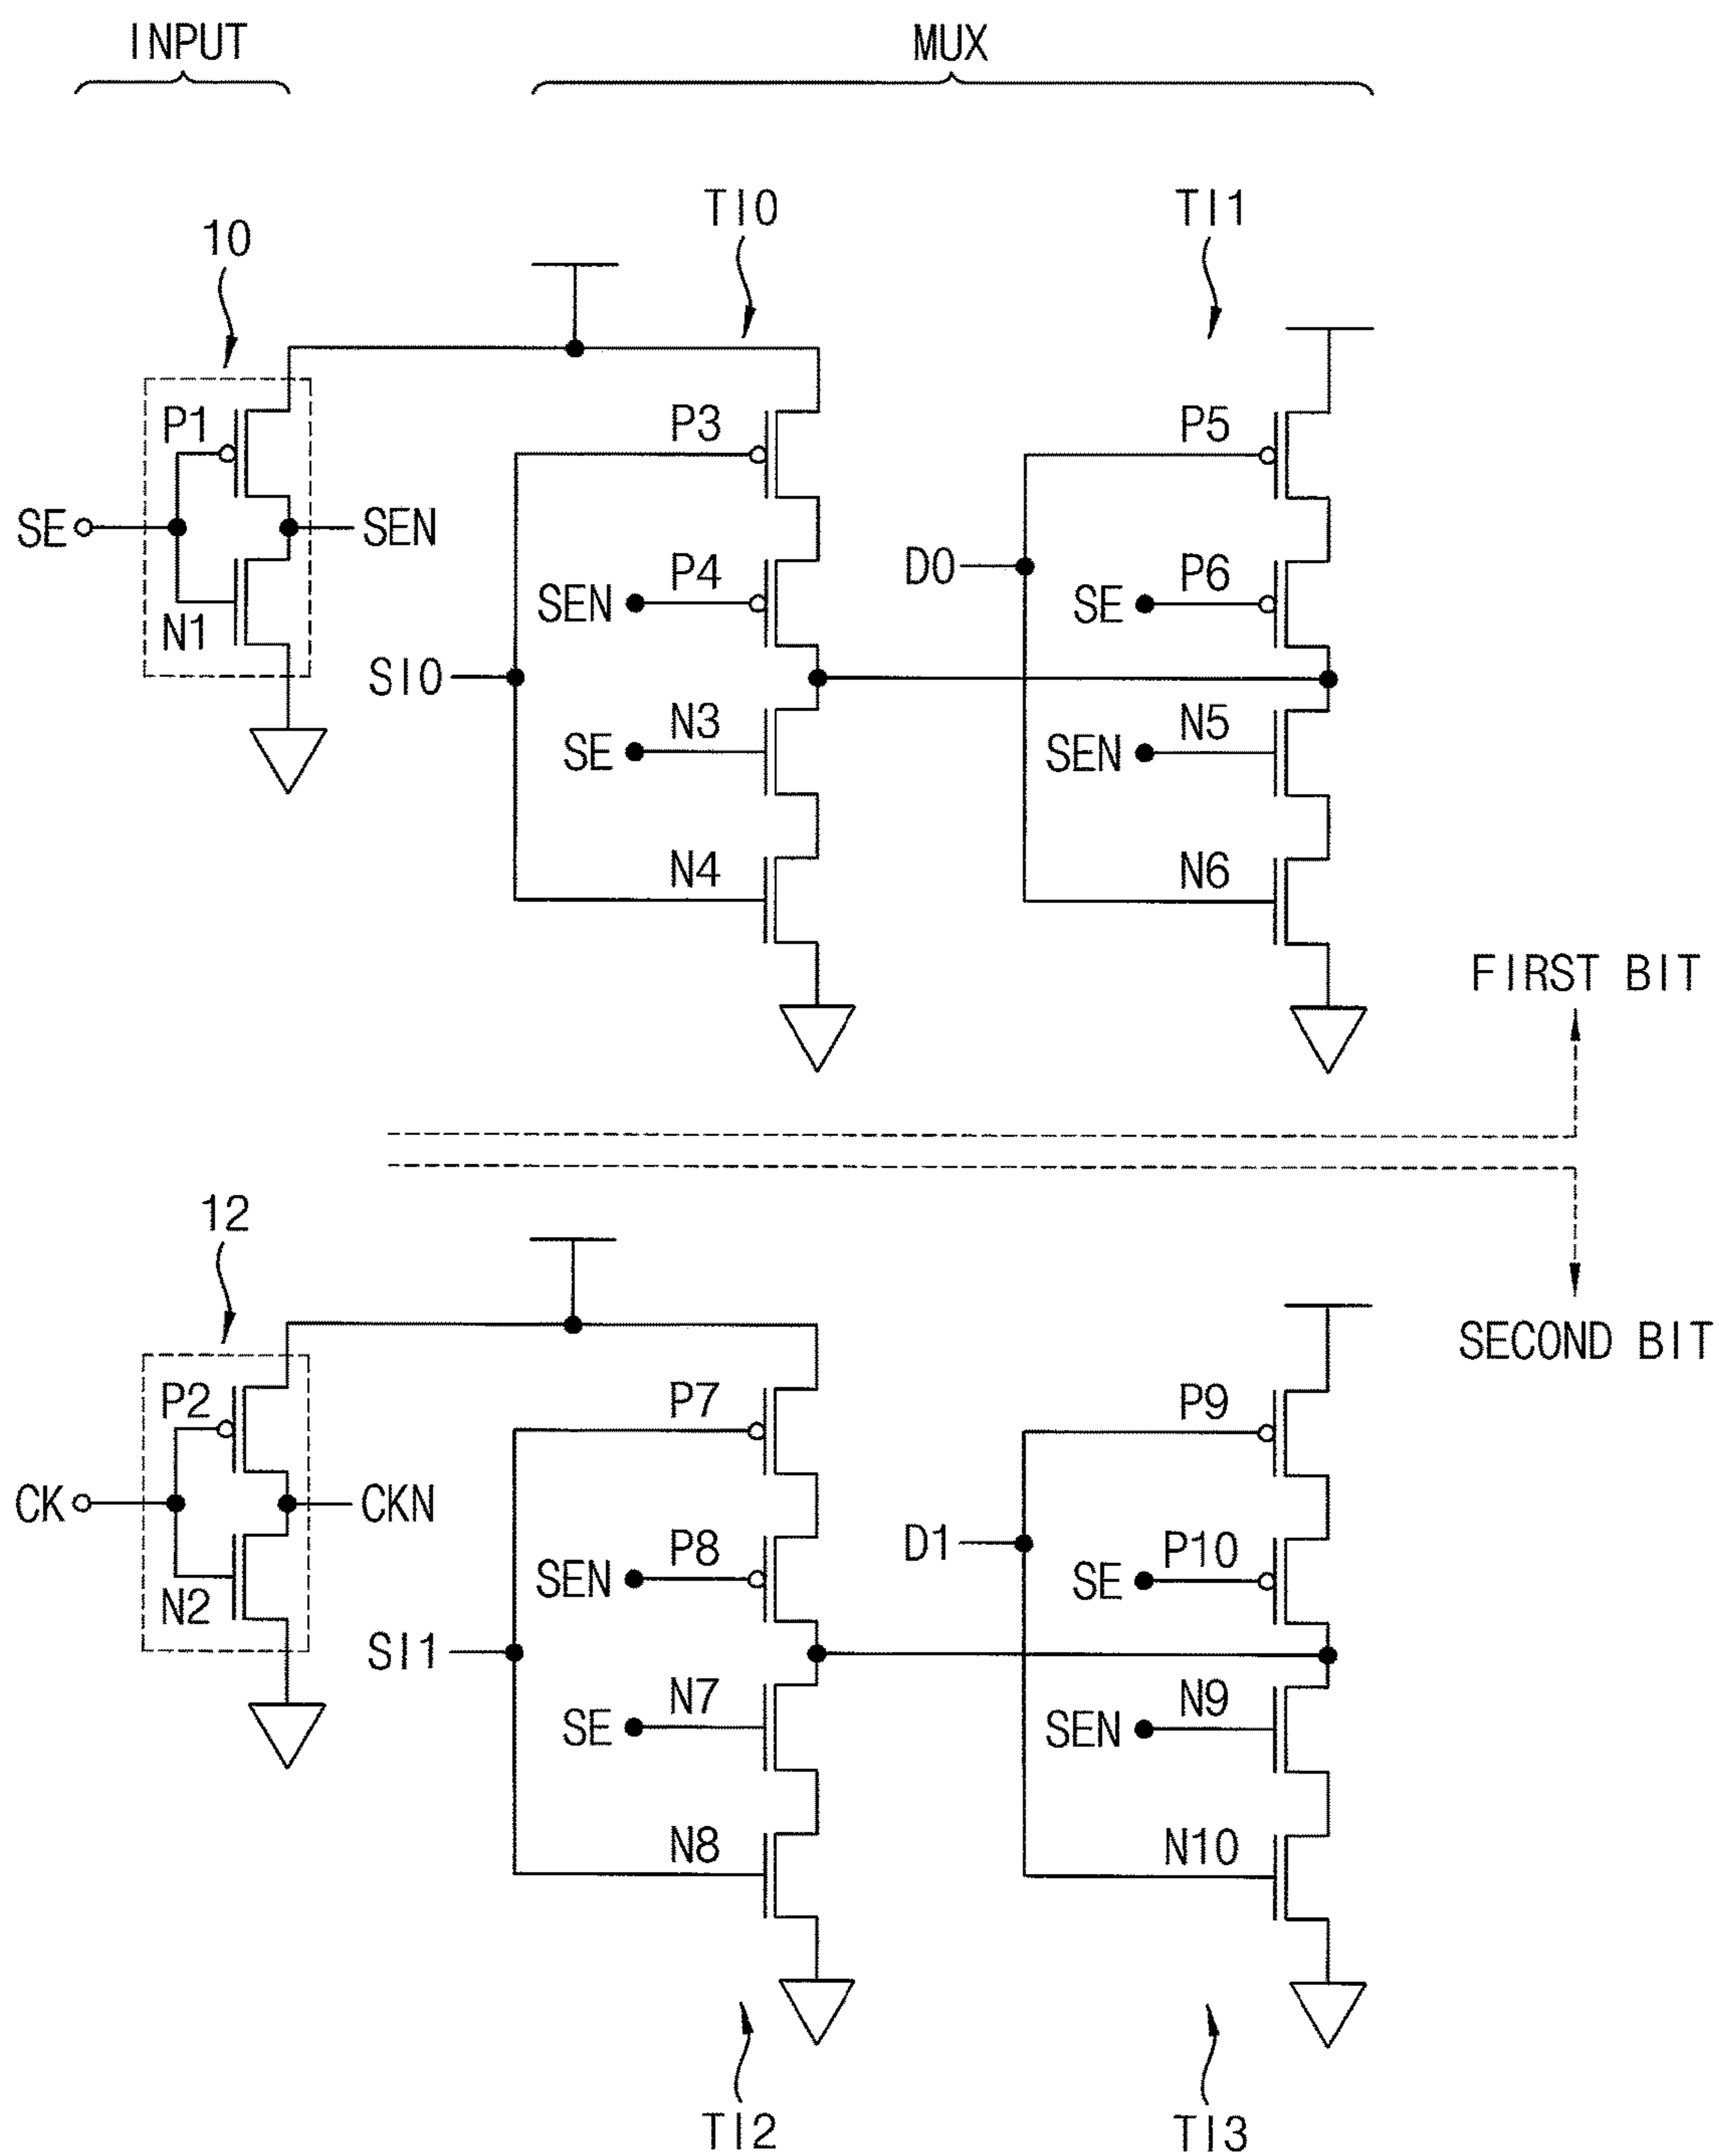 INPUT
MUX
TI0
TI1
10
P1
P3
P5
SE
SEN
D0
P4
P6
SEN
SE
N1
SI0
N3
N5
SE
SEN
N4
N6
FIRST BIT
12
SECOND BIT
P2
P7
P9
CK
CKN
D1
P8
P10
SEN
SE
N2
SI1
N7
N9
SE
SEN
N8
N10
TI2
TI3